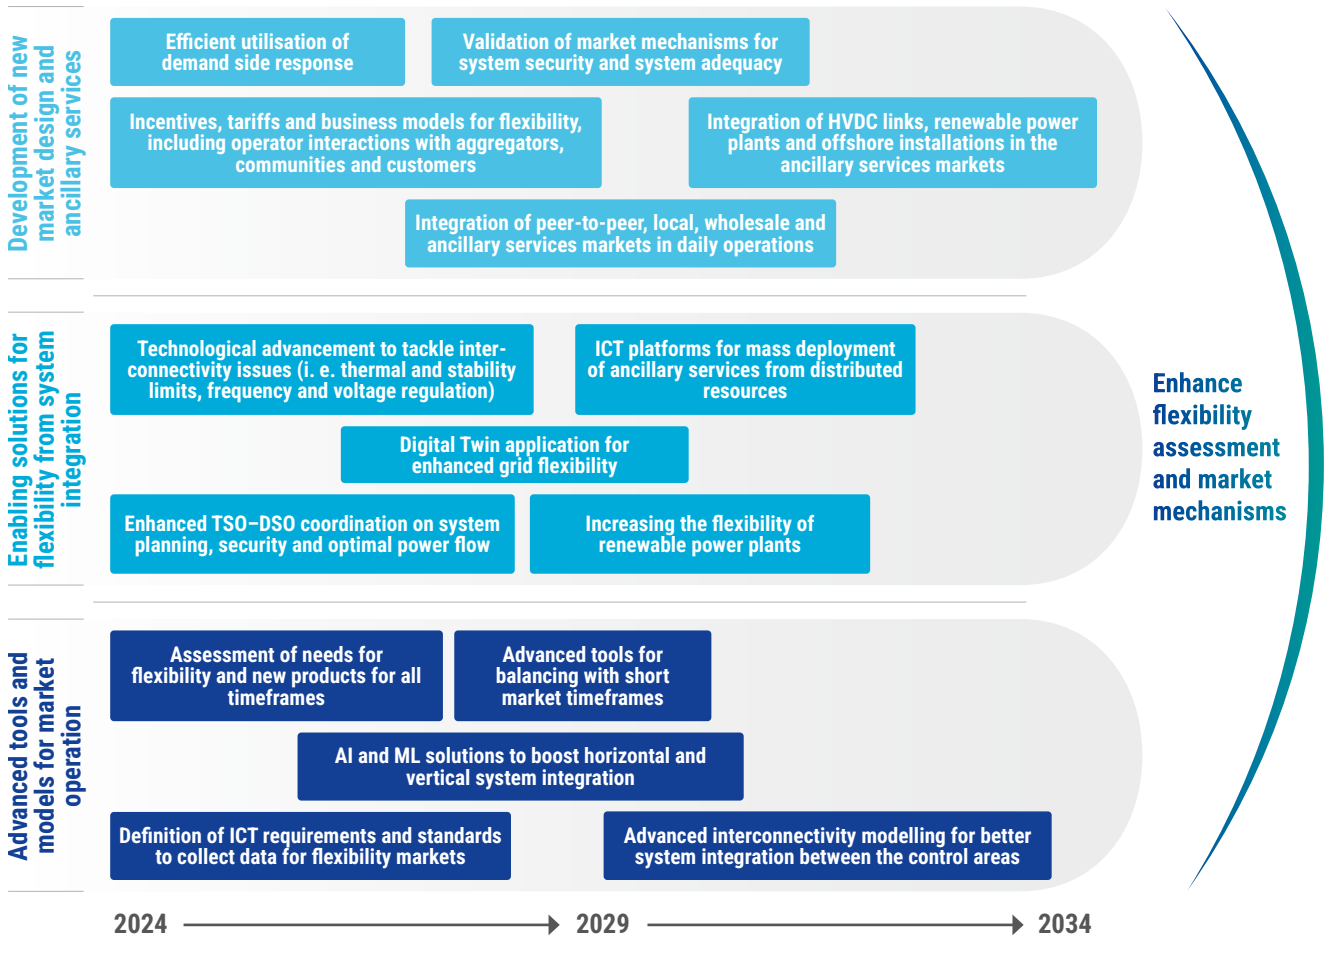 Development of new
market design and
ancillary services
Efficient utilisation of
demand side response
Validation of market mechanisms for
system security and system adequacy
Incentives, tariffs and business models for flexibility,
including operator interactions with aggregators,
communities and customers
Integration of HVDC links, renewable power
plants and offshore installations in the
ancillary services markets
Integration of peer-to-peer, local, wholesale and
ancillary services markets in daily operations
Enabling solutions for
flexibility from system
integration
Technological advancement to tackle inter-
connectivity issues (i. e. thermal and stability
limits, frequency and voltage regulation)
ICT platforms for mass deployment
of ancillary services from distributed
resources
Digital Twin application for
enhanced grid flexibility
Enhanced TSO–DSO coordination on system
planning, security and optimal power flow
Increasing the flexibility of
renewable power plants
Advanced tools and
models for market
operation
Assessment of needs for
flexibility and new products for all
timeframes
Advanced tools for
balancing with short
market timeframes
AI and ML solutions to boost horizontal and
vertical system integration
Definition of ICT requirements and standards
to collect data for flexibility markets
Advanced interconnectivity modelling for better
system integration between the control areas
Enhance
flexibility
assessment
and market
mechanisms
2024
2029
2034